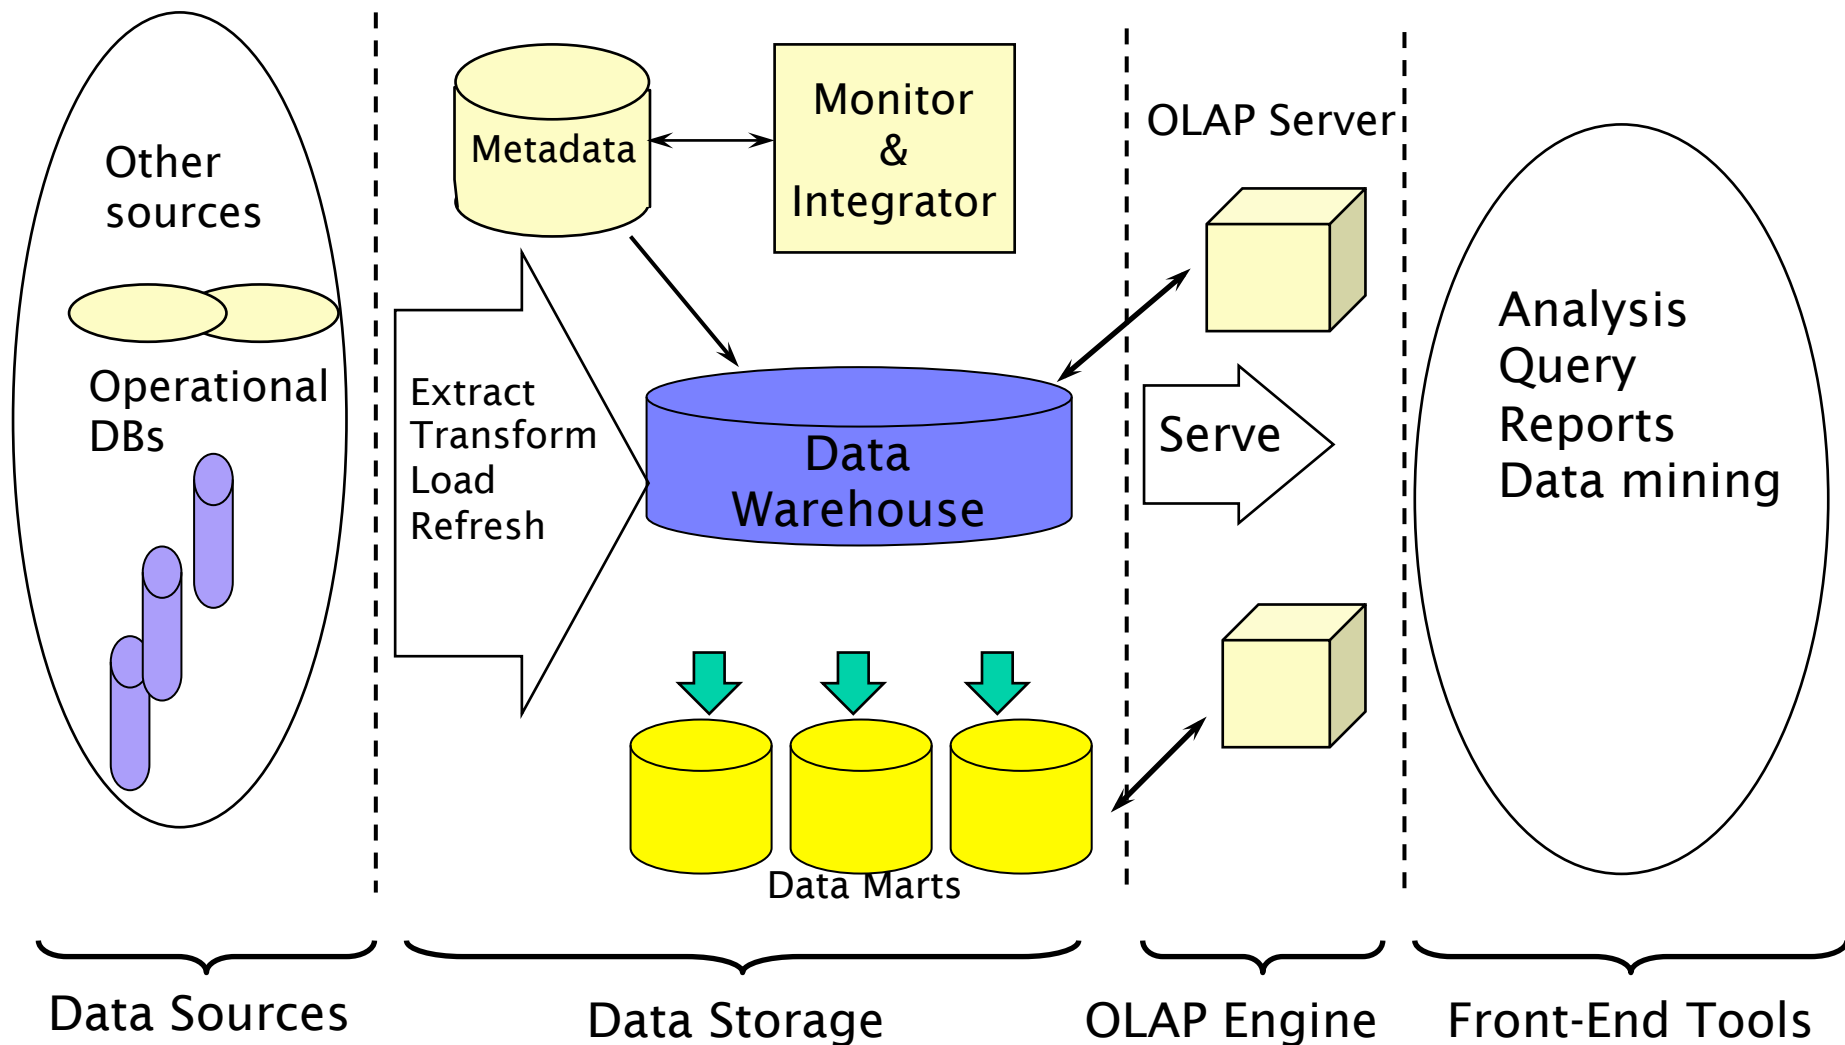 Other
sources
Operational
DBs
Metadata
Monitor
&
Integrator
Extract
Transform
Load
Refresh
Data
Warehouse
Data Marts
OLAP Server
Serve
Analysis
Query
Reports
Data mining
Data Sources
Data Storage
OLAP Engine
Front-End Tools